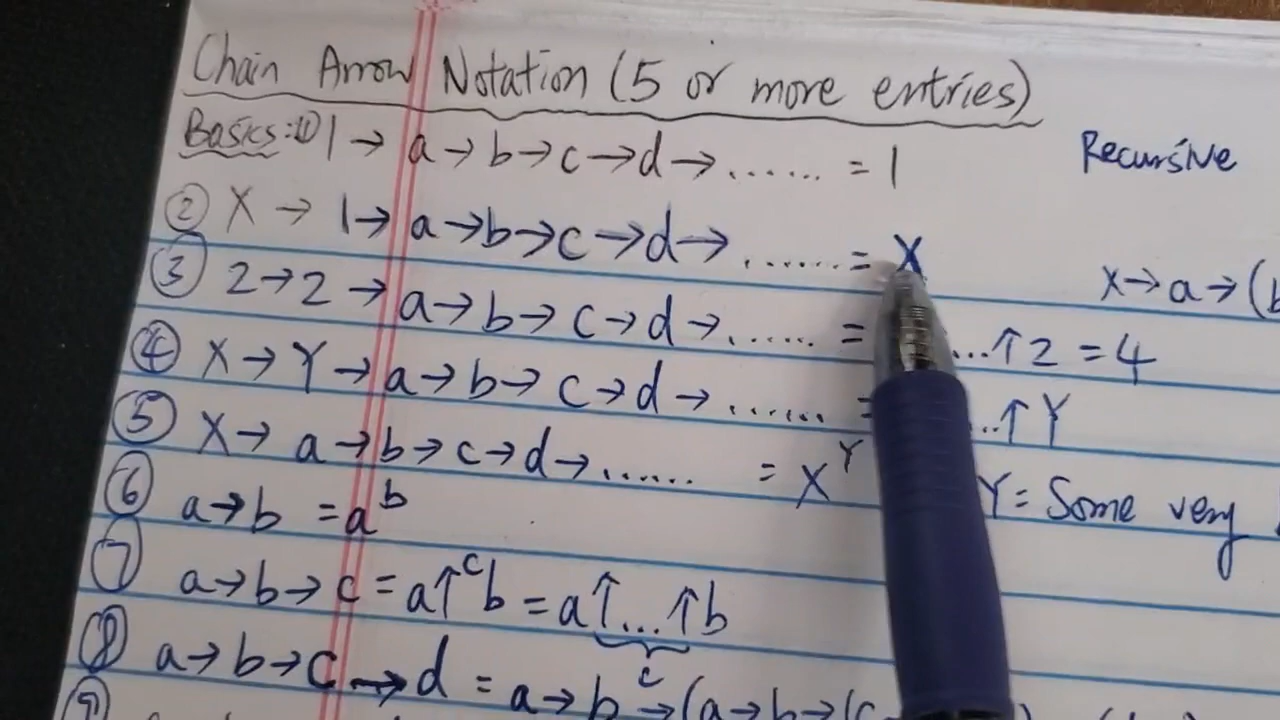 Chain Arrow Notation (5 or more entries)
Basics: ① 1 → a → b → c → d → ...... = 1
Recursive
② X → 1 → a → b → c → d → ...... = X
X → a → (b
③ 2 → 2 → a → b → c → d → ...... = ...↑ 2 = 4
④ X → Y → a → b → c → d → ...... = ..↑ Y
⑤ X → a → b → c → d → ...... = X^Y Y = Some very
⑥ a → b = a^b
⑦ a → b → c = a↑^c b = a↑...↑b
c
⑧ a → b → c → d = a → b → (a → b → (c
⑨